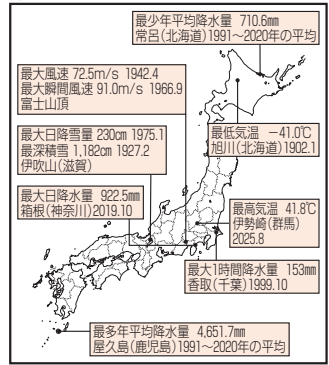 最少年平均降水量 710.6mm
常呂(北海道)1991〜2020年の平均
最大風速 72.5m/s 1942.4
最大瞬間風速 91.0m/s 1966.9
富士山頂
最大日降雪量 230cm 1975.1
最深積雪 1,182cm 1927.2
伊吹山(滋賀)
最低気温 −41.0℃
旭川(北海道)1902.1
最大日降水量 922.5mm
箱根(神奈川)2019.10
最高気温 41.8℃
伊勢崎(群馬)
2025.8
最大1時間降水量 153mm
香取(千葉)1999.10
最多年平均降水量 4,651.7mm
屋久島(鹿児島)1991〜2020年の平均